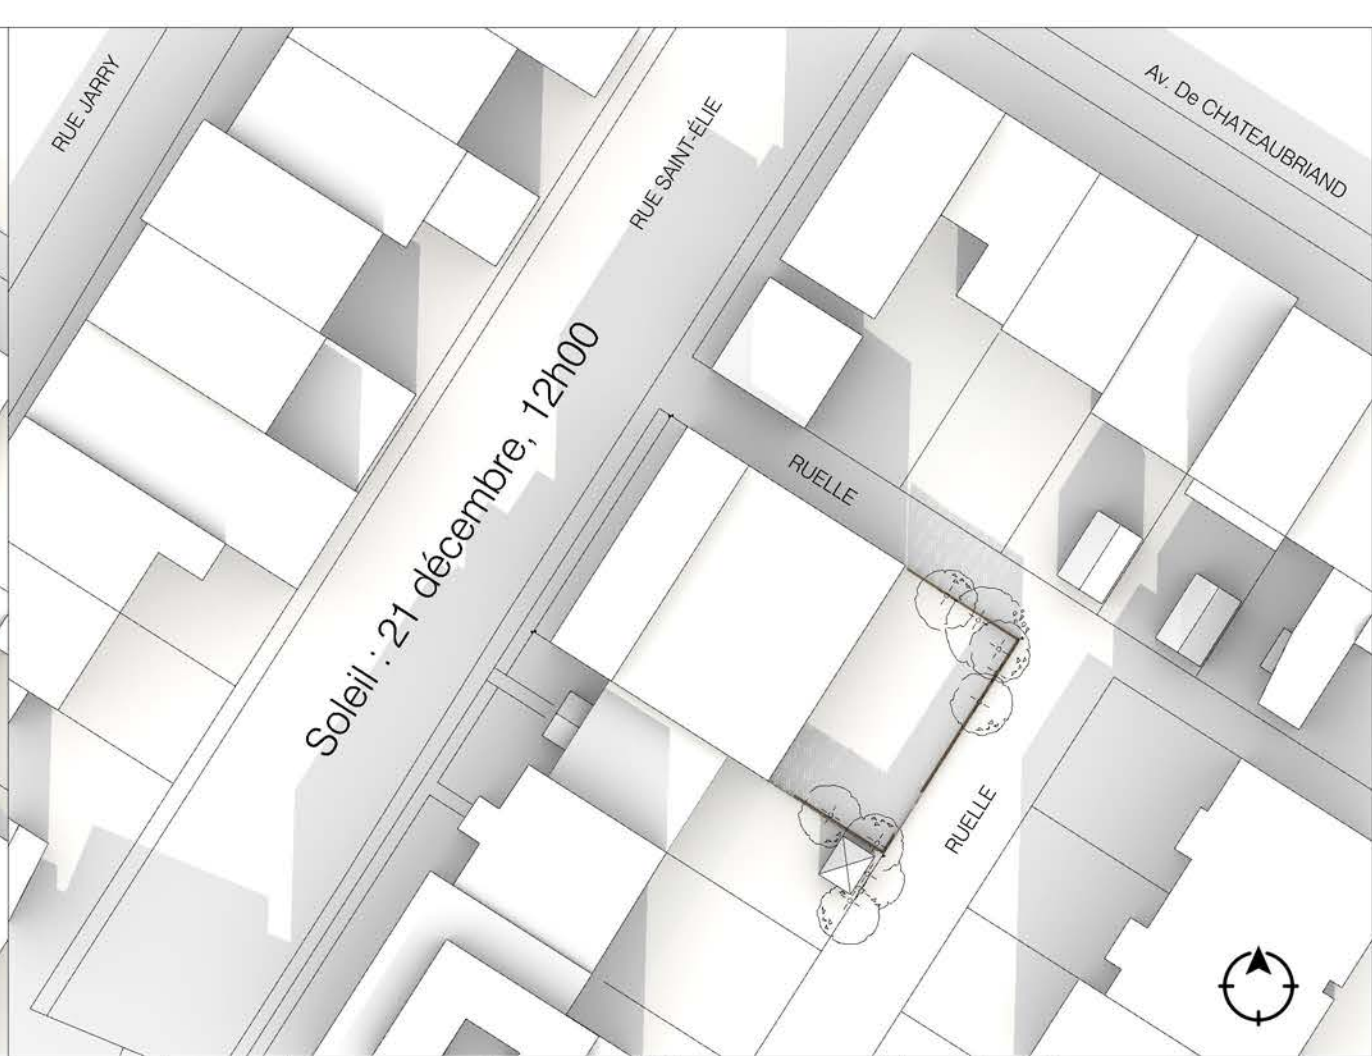 RUE JARRY
RUE SAINT-ÉLIE
Av. De CHATEAUBRIAND
Soleil : 21 décembre, 12h00
RUELLE
RUELLE